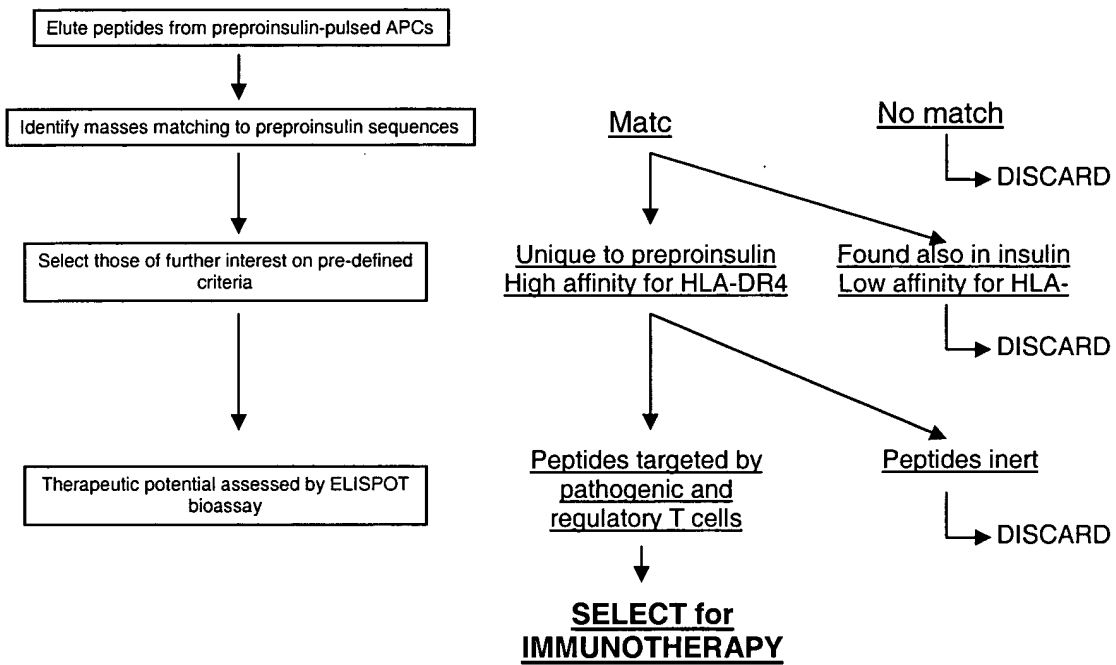 Elute peptides from preproinsulin-pulsed APCs
Identify masses matching to preproinsulin sequences
Matc
No match
DISCARD
Select those of further interest on pre-defined
criteria
Unique to preproinsulin
High affinity for HLA-DR4
Found also in insulin
Low affinity for HLA-
DISCARD
Therapeutic potential assessed by ELISPOT
bioassay
Peptides targeted by
pathogenic and
regulatory T cells
Peptides inert
DISCARD
SELECT for
IMMUNOTHERAPY